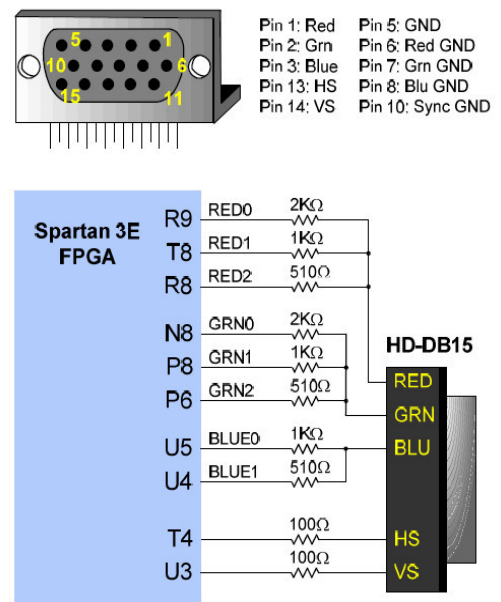 5 1
10 6
15 11
Pin 1: Red Pin 5: GND
Pin 2: Grn Pin 6: Red GND
Pin 3: Blue Pin 7: Grn GND
Pin 13: HS Pin 8: Blu GND
Pin 14: VS Pin 10: Sync GND
Spartan 3E
FPGA
R9 RED0 2KΩ
T8 RED1 1KΩ
R8 RED2 510Ω
N8 GRN0 2KΩ
P8 GRN1 1KΩ
P6 GRN2 510Ω
U5 BLUE0 1KΩ
U4 BLUE1 510Ω
T4 100Ω
U3 100Ω
HD-DB15
RED
GRN
BLU
HS
VS